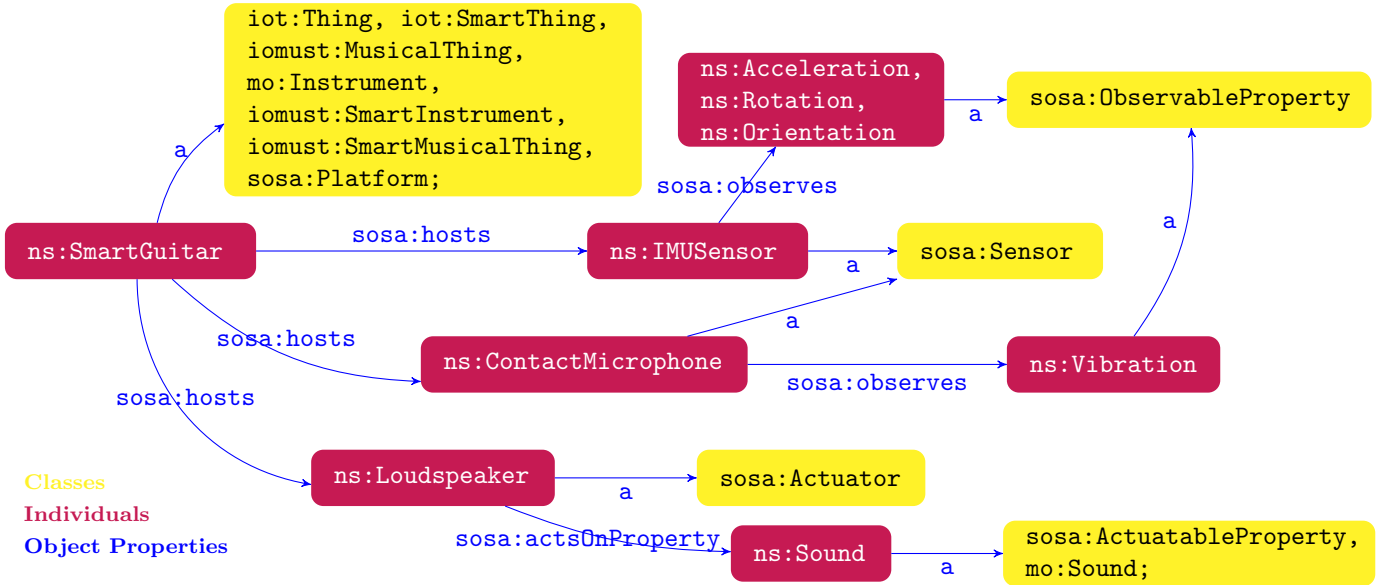 iot:Thing, iot:SmartThing,
iomust:MusicalThing,
mo:Instrument,
iomust:SmartInstrument,
iomust:SmartMusicalThing,
sosa:Platform;
ns:Acceleration,
ns:Rotation,
ns:Orientation
a
sosa:ObservableProperty
a
sosa:observes
a
ns:SmartGuitar
sosa:hosts
ns:IMUSensor
a
sosa:Sensor
sosa:hosts
a
ns:ContactMicrophone
sosa:observes
ns:Vibration
sosa:hosts
ns:Loudspeaker
a
sosa:Actuator
sosa:actsOnProperty
ns:Sound
a
sosa:ActuatableProperty,
mo:Sound;
Classes
Individuals
Object Properties